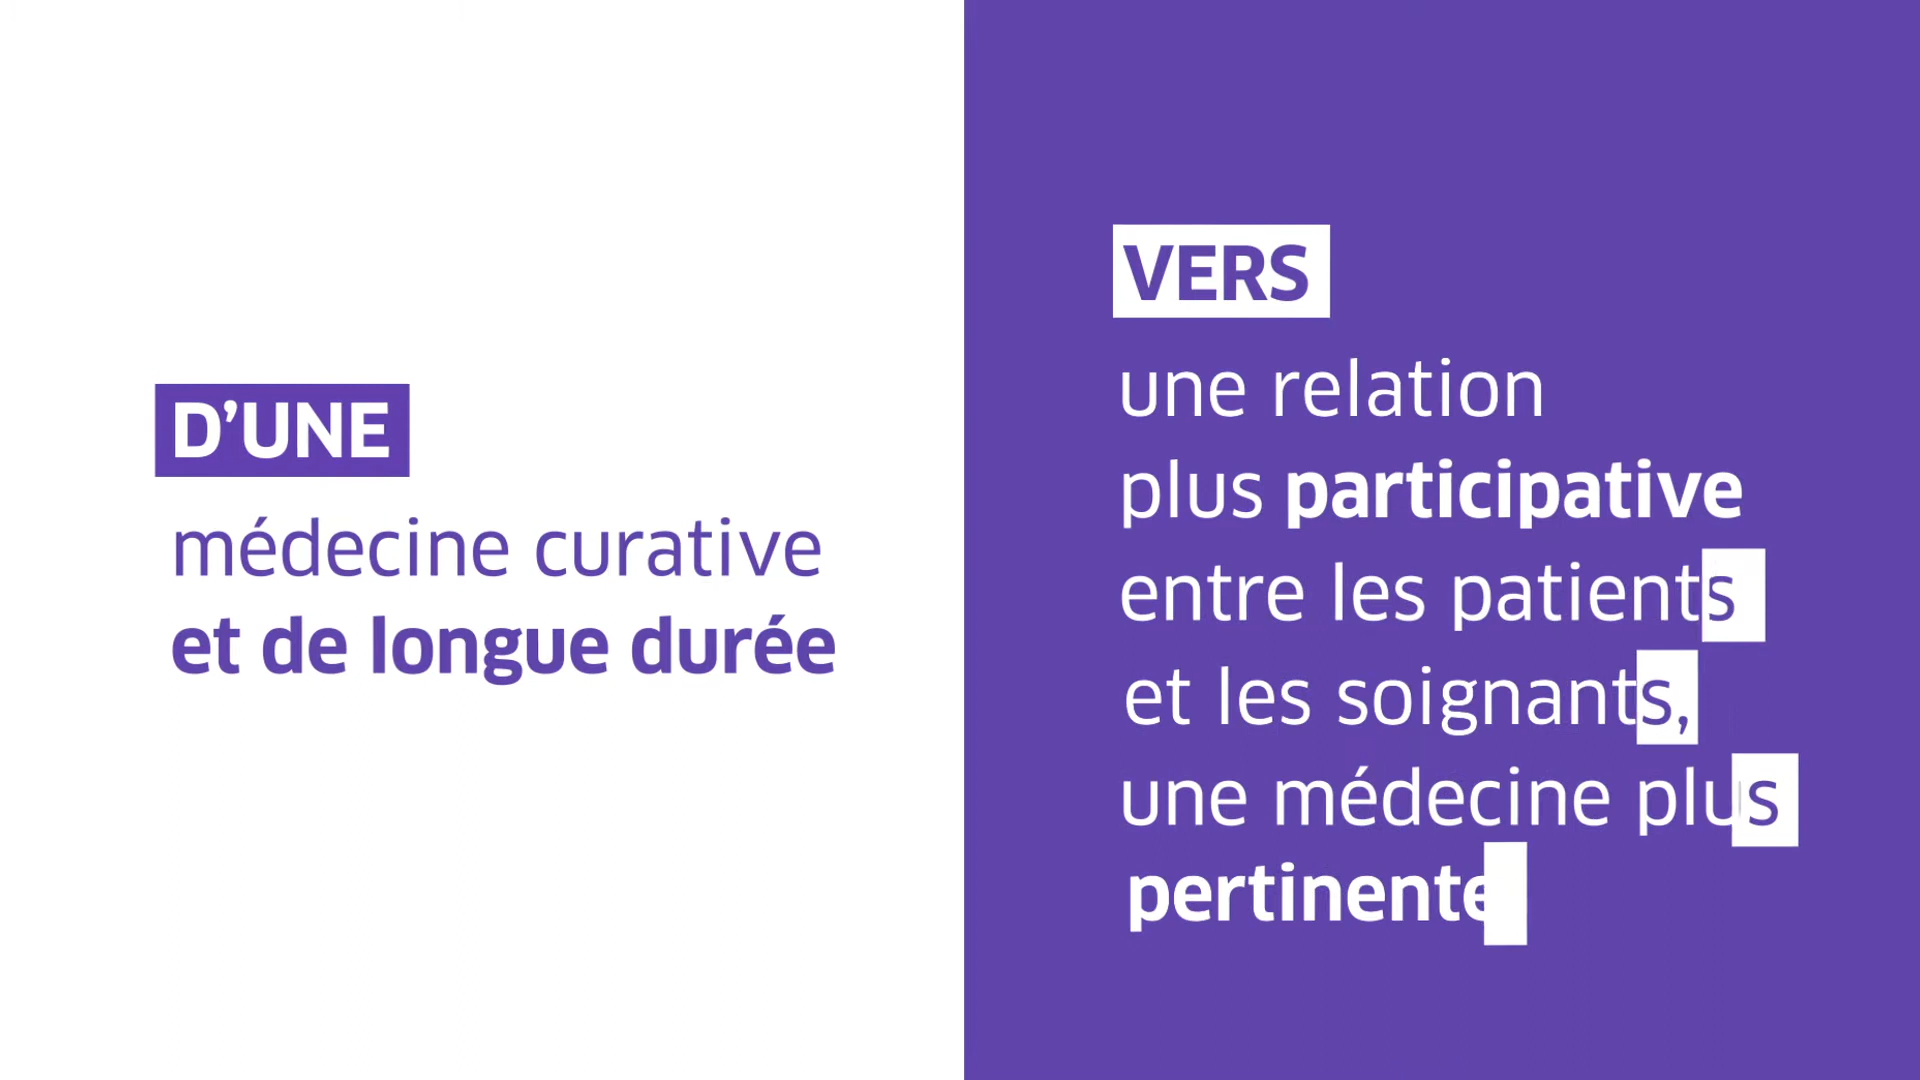 D’UNE
médecine curative
et de longue durée
VERS
une relation
plus participative
entre les patients
et les soignants,
une médecine plus
pertinente